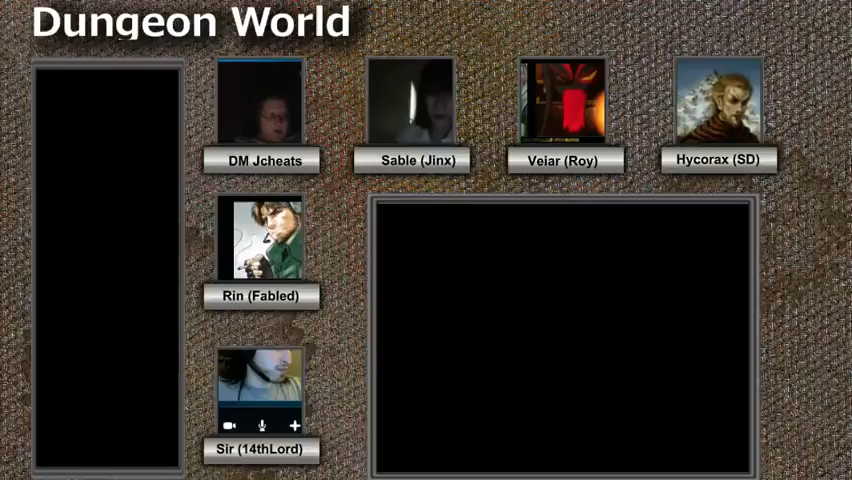 Dungeon World
DM Jcheats
Sable (Jinx)
Veiar (Roy)
Hycorax (SD)
Rin (Fabled)
Sir (14thLord)